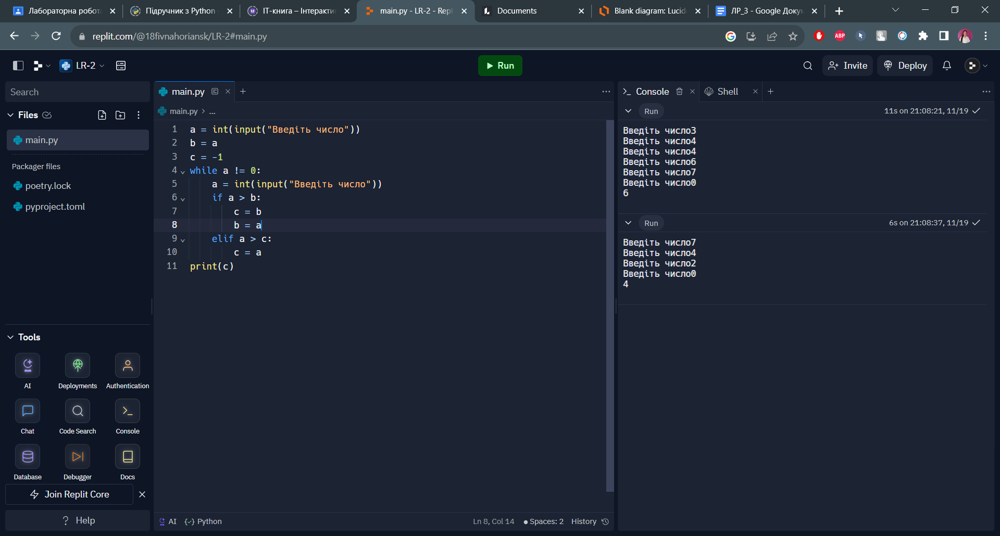 Лабораторна робот
Підручник з Python
ІТ-книга – Інтеракти
main.py - LR-2 - Repl
Documents
Blank diagram: Lucid
ЛР_3 - Google Доку
replit.com/@18fivnahoriansk/LR-2#main.py
ABP
LR-2
Run
Invite
Deploy
Search
Files
main.py
Packager files
poetry.lock
pyproject.toml
Tools
AI
Deployments
Authentication
Chat
Code Search
Console
Database
Debugger
Docs
Join Replit Core
? Help
main.py
main.py > ...
1 a = int(input("Введіть число"))
2 b = a
3 c = -1
4 while a != 0:
5 a = int(input("Введіть число"))
6 if a > b:
7 c = b
8 b = a
9 elif a > c:
10 c = a
11 print(c)
AI
Python
Ln 8, Col 14
Spaces: 2
History
Console
Shell
Run
11s on 21:08:21, 11/19
Введіть число3
Введіть число4
Введіть число4
Введіть число6
Введіть число7
Введіть число0
6
Run
6s on 21:08:37, 11/19
Введіть число7
Введіть число4
Введіть число2
Введіть число0
4